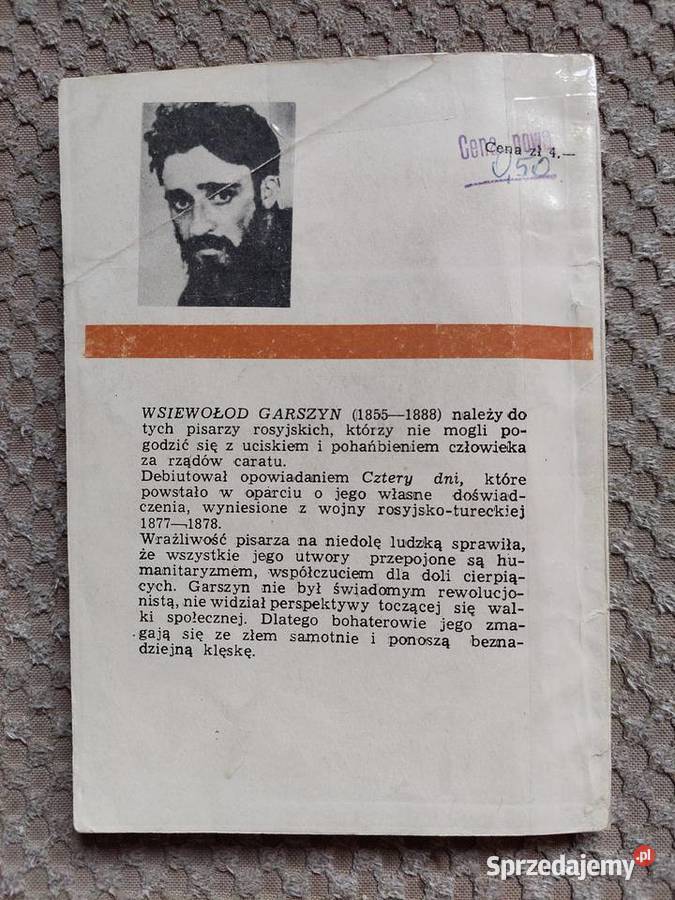 Cena nowa
Cena zł 4.—
0,50
WSIEWOŁOD GARSZYN (1855—1888) należy do
tych pisarzy rosyjskich, którzy nie mogli po-
godzić się z uciskiem i pohańbieniem człowieka
za rządów caratu.
Debiutował opowiadaniem Cztery dni, które
powstało w oparciu o jego własne doświad-
czenia, wyniesione z wojny rosyjsko-tureckiej
1877—1878.
Wrażliwość pisarza na niedolę ludzką sprawiła,
że wszystkie jego utwory przepojone są hu-
manitaryzmem, współczuciem dla doli cierpią-
cych. Garszyn nie był świadomym rewolucjo-
nistą, nie widział perspektywy toczącej się wal-
ki społecznej. Dlatego bohaterowie jego zma-
gają się ze złem samotnie i ponoszą bezna-
dziejną klęskę.
Sprzedajemy.pl